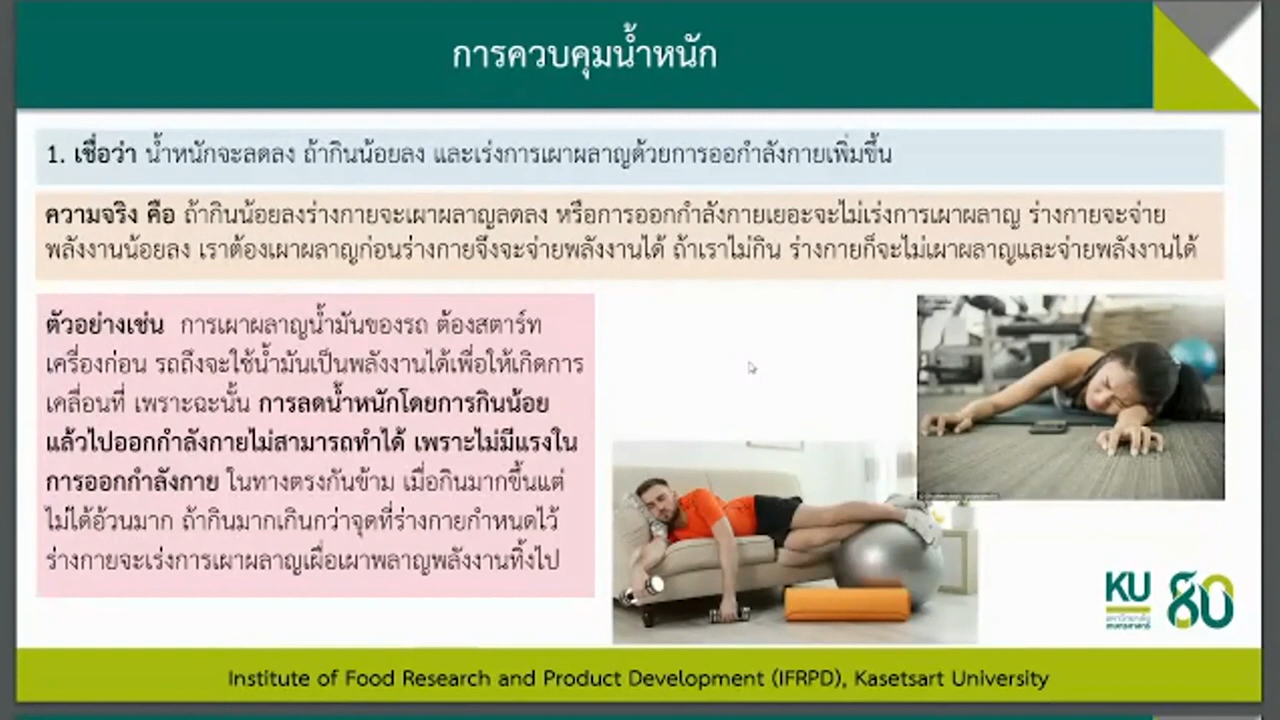 การควบคุมน้ำหนัก
1. เชื่อว่า น้ำหนักจะลดลง ถ้ากินน้อยลง และเร่งการเผาผลาญด้วยการออกำลังกายเพิ่มขึ้น
ความจริง คือ ถ้ากินน้อยลงร่างกายจะเผาผลาญลดลง หรือการออกกำลังกายเยอะจะไม่เร่งการเผาผลาญ ร่างกายจะจ่าย
พลังงานน้อยลง เราต้องเผาผลาญก่อนร่างกายจึงจะจ่ายพลังงานได้ ถ้าเราไม่กิน ร่างกายก็จะไม่เผาผลาญและจ่ายพลังงานได้
ตัวอย่างเช่น การเผาผลาญน้ำมันของรถ ต้องสตาร์ท
เครื่องก่อน รถถึงจะใช้น้ำมันเป็นพลังงานได้เพื่อให้เกิดการ
เคลื่อนที่ เพราะฉะนั้น การลดน้ำหนักโดยการกินน้อย
แล้วไปออกกำลังกายไม่สามารถทำได้ เพราะไม่มีแรงใน
การออกกำลังกาย ในทางตรงกันข้าม เมื่อกินมากขึ้นแต่
ไม่ได้อ้วนมาก ถ้ากินมากเกินกว่าจุดที่ร่างกายกำหนดไว้
ร่างกายจะเร่งการเผาผลาญเผื่อเผาพลาญพลังงานทิ้งไป
KU 80
มหาวิทยาลัย
เกษตรศาสตร์
Institute of Food Research and Product Development (IFRPD), Kasetsart University